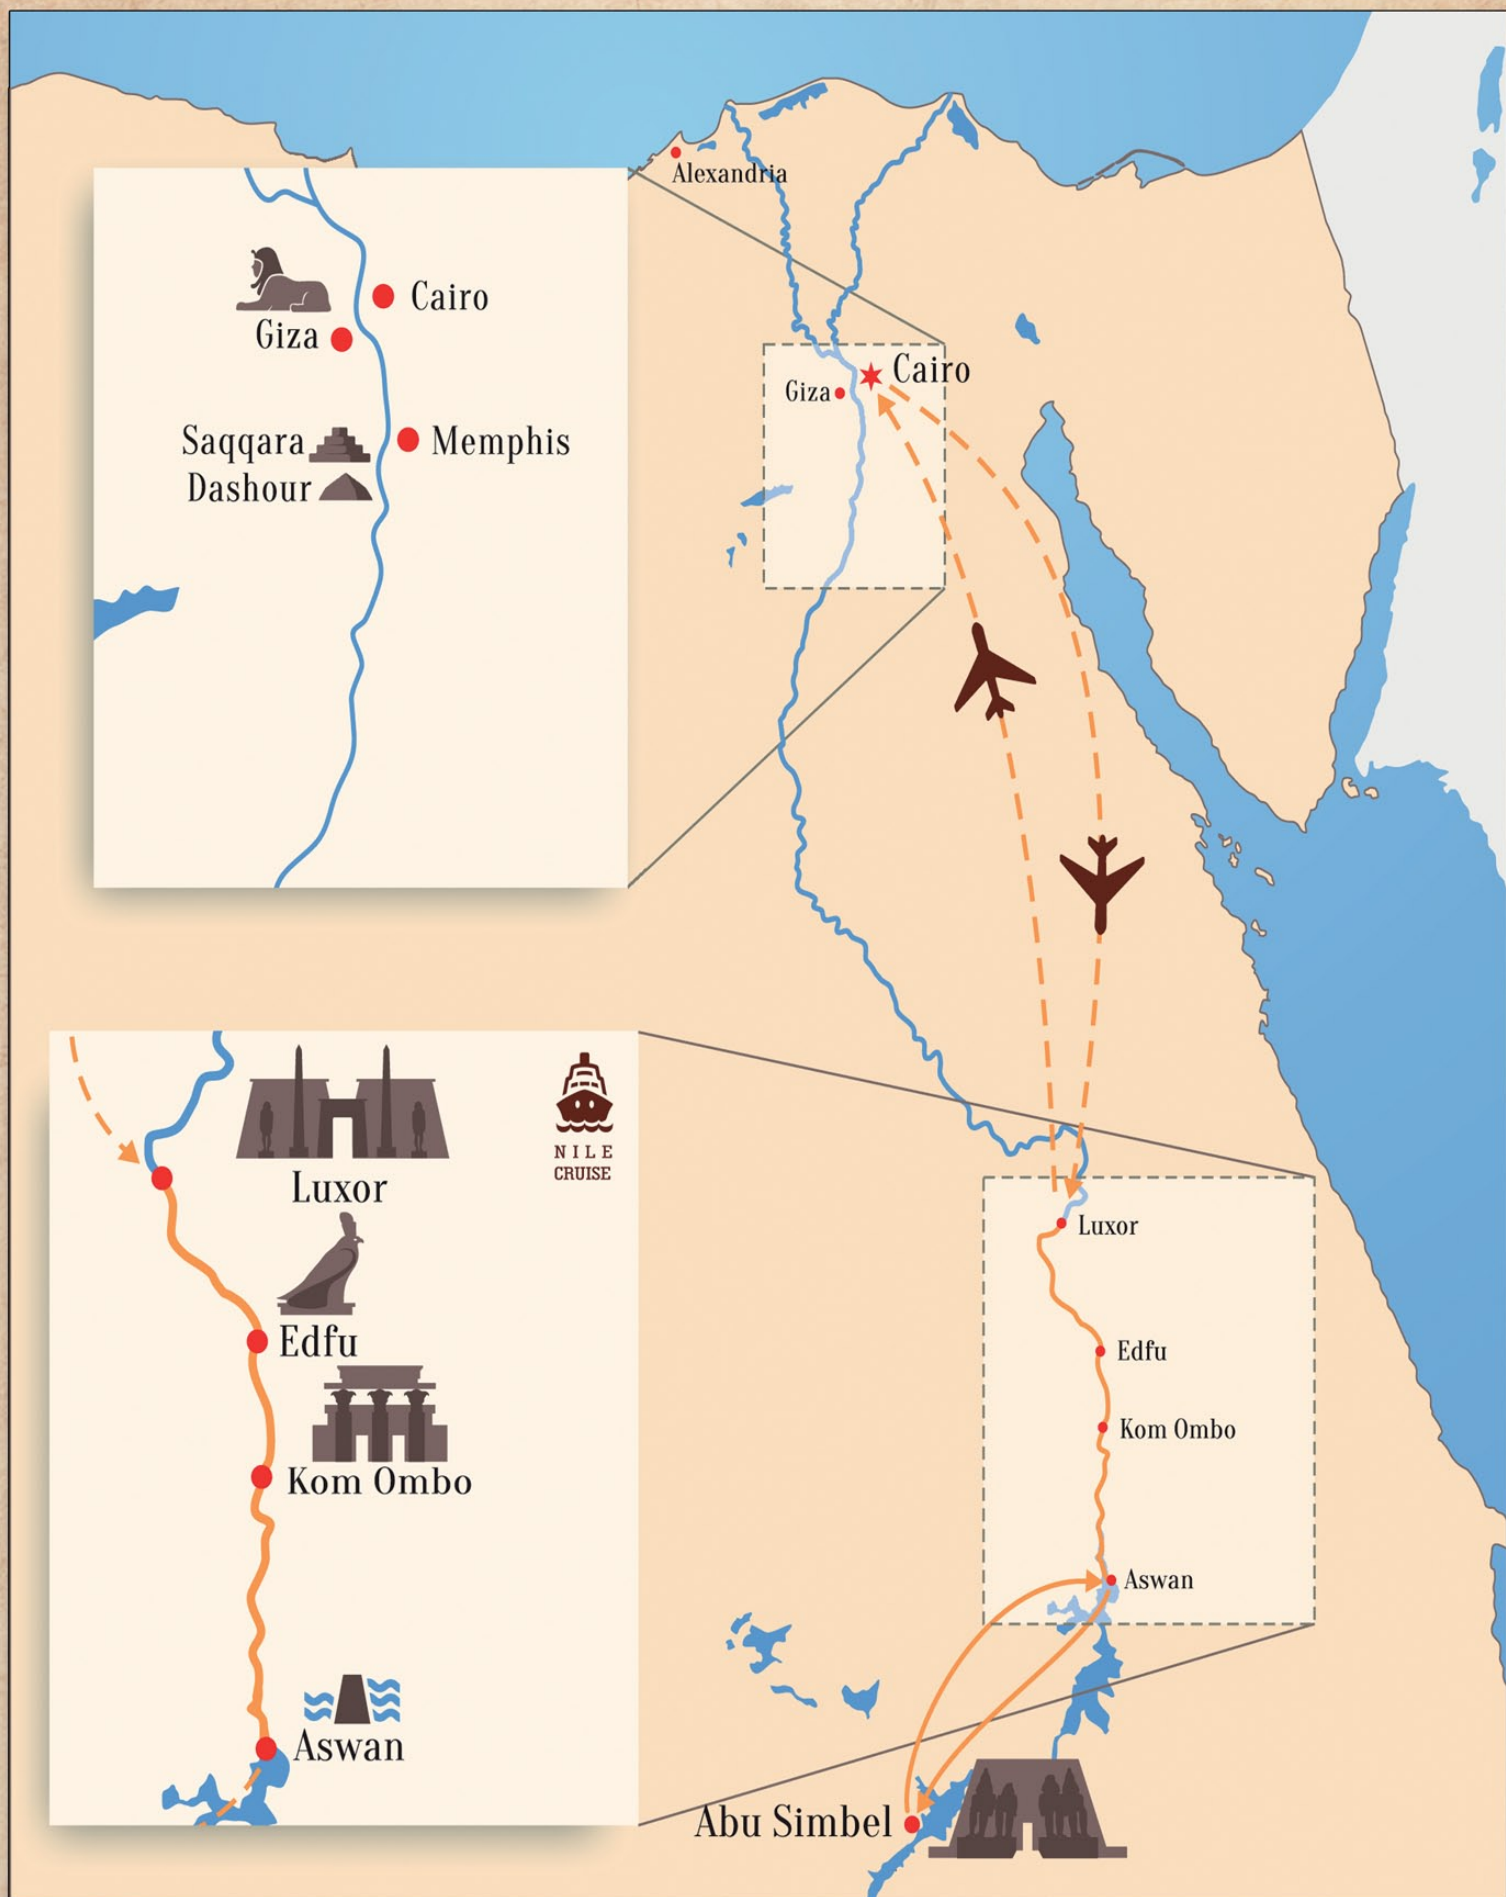 Alexandria
Cairo
Giza
Cairo
Giza
Saqqara
Memphis
Dashour
NILE
CRUISE
Luxor
Edfu
Kom Ombo
Aswan
Luxor
Edfu
Kom Ombo
Aswan
Abu Simbel